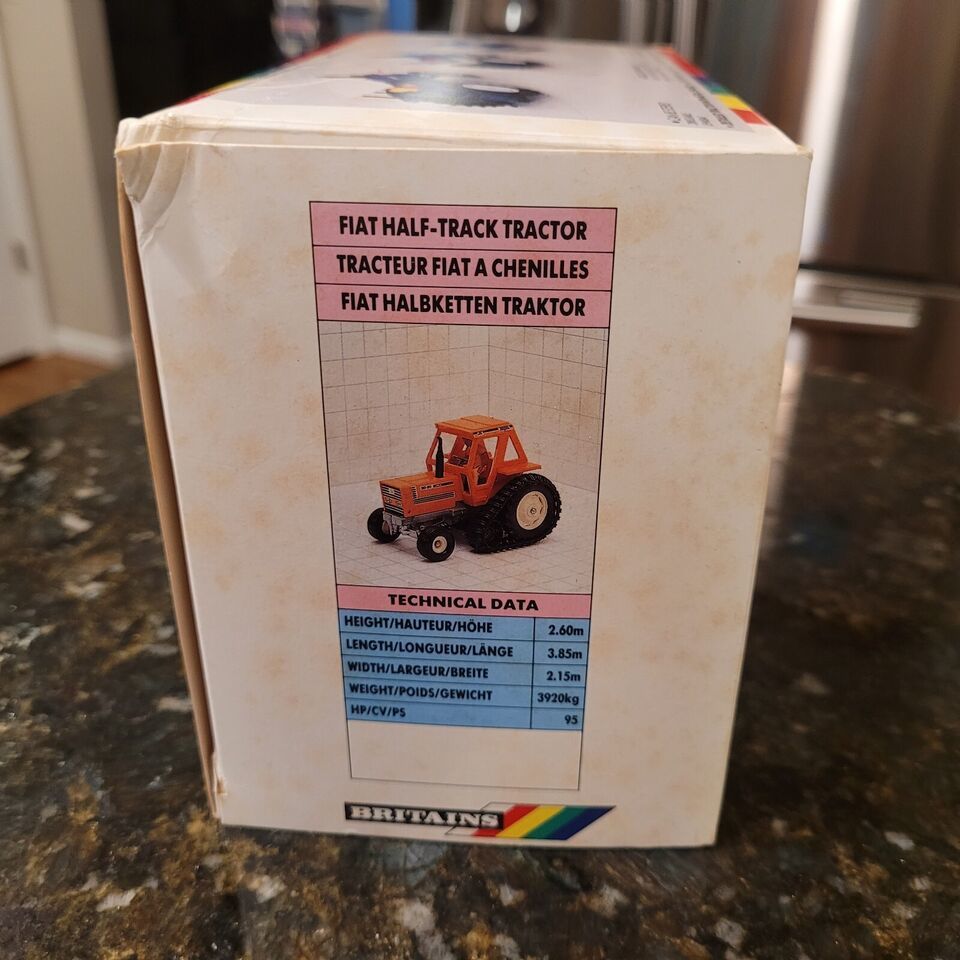 FIAT HALF-TRACK TRACTOR
TRACTEUR FIAT A CHENILLES
FIAT HALBKETTEN TRAKTOR
TECHNICAL DATA
HEIGHT/HAUTEUR/HÖHE 2.60m
LENGTH/LONGUEUR/LÄNGE 3.85m
WIDTH/LARGEUR/BREITE 2.15m
WEIGHT/POIDS/GEWICHT 3920kg
HP/CV/PS 95
BRITAINS